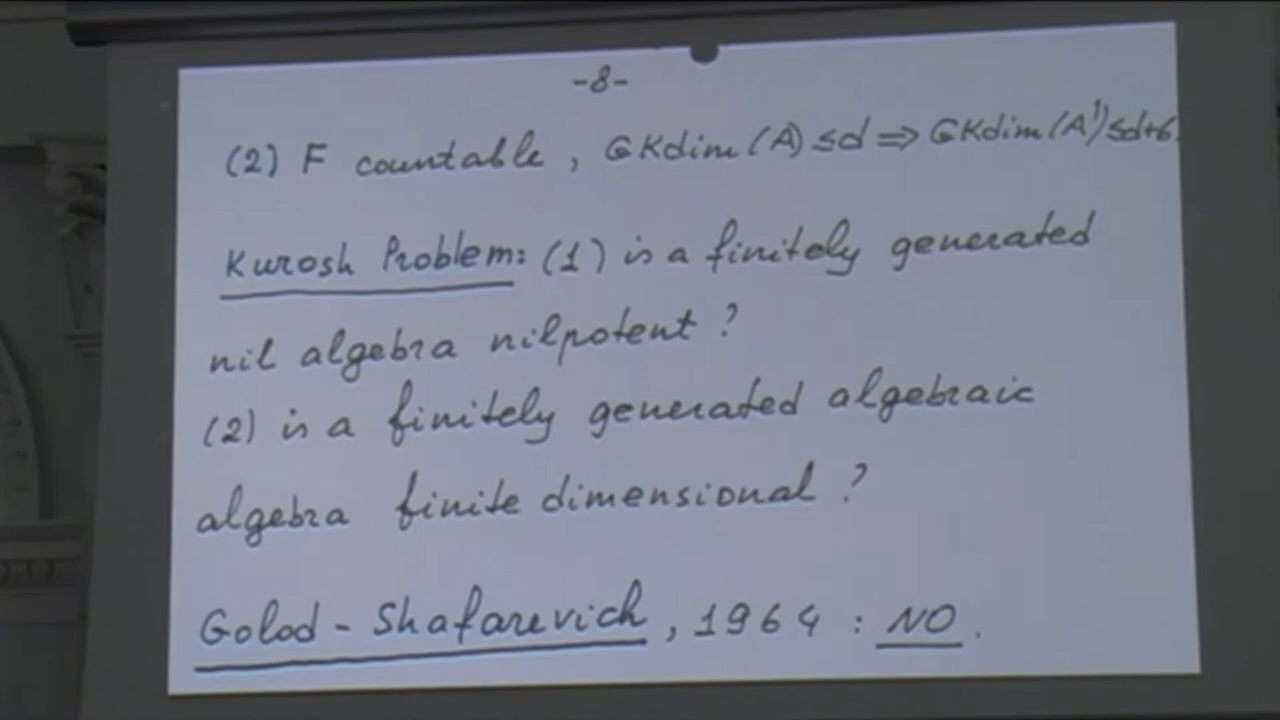 -8-
(2) F countable, GKdim(A)≤d⇒GKdim(A')≤d+6.
Kurosh Problem: (1) is a finitely generated
nil algebra nilpotent?
(2) is a finitely generated algebraic
algebra finite dimensional?
Golod-Shafarevich, 1964: NO.